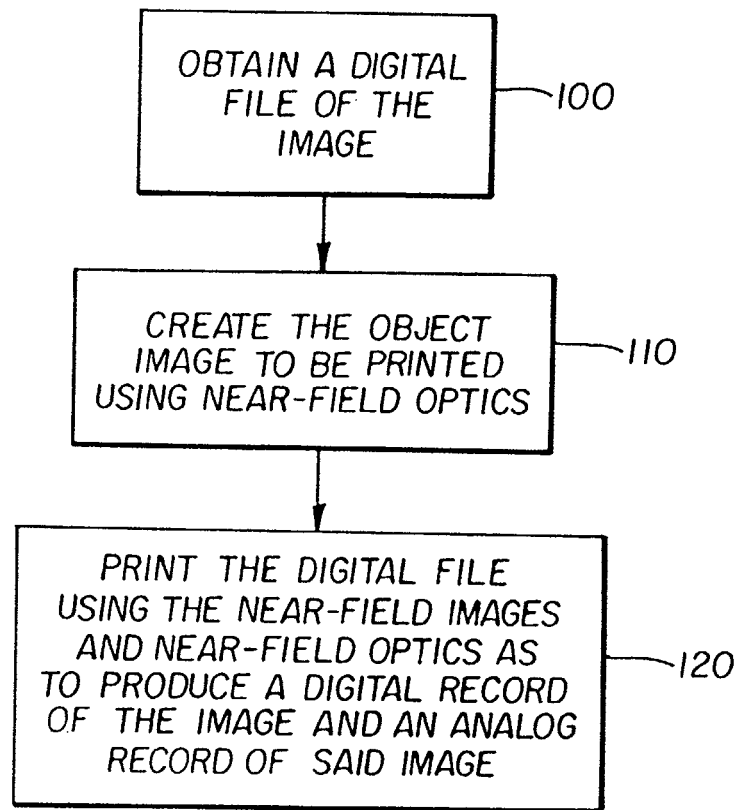 OBTAIN A DIGITAL
FILE OF THE
IMAGE
100
CREATE THE OBJECT
IMAGE TO BE PRINTED
USING NEAR-FIELD OPTICS
110
PRINT THE DIGITAL FILE
USING THE NEAR-FIELD IMAGES
AND NEAR-FIELD OPTICS AS
TO PRODUCE A DIGITAL RECORD
OF THE IMAGE AND AN ANALOG
RECORD OF SAID IMAGE
120